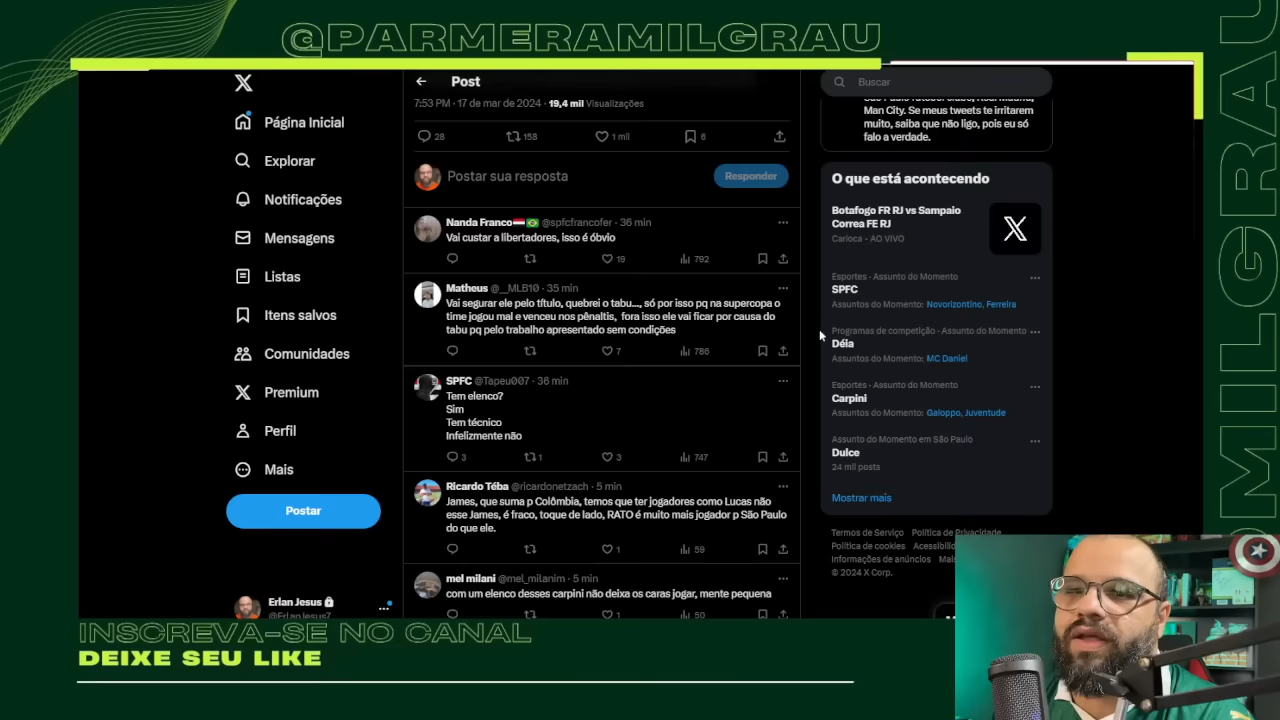 @PARMERAMILGRAU
Página Inicial
Explorar
Notificações
Mensagens
Listas
Itens salvos
Comunidades
Premium
Perfil
Mais
Postar
Erlan Jesus
@ErlanJesus7
Post
7:53 PM · 17 de mar de 2024 · 19,4 mil Visualizações
28 158 1 mil 6
Postar sua resposta Responder
Nanda Franco @spfcfrancofer · 36 min
Vai custar a libertadores, isso é óbvio
19 792
Matheus @__MLB10 · 35 min
Vai segurar ele pelo título, quebrei o tabu..., só por isso pq na supercopa o
time jogou mal e venceu nos pênaltis, fora isso ele vai ficar por causa do
tabu pq pelo trabalho apresentado sem condições
7 786
SPFC @Tapeu007 · 36 min
Tem elenco?
Sim
Tem técnico
Infelizmente não
3 1 3 747
Ricardo Téba @ricardonetzach · 5 min
James, que suma p Colômbia, temos que ter jogadores como Lucas não
esse James, é fraco, toque de lado, RATO é muito mais jogador p São Paulo
do que ele.
1 59
mel milani @mel_milanim · 5 min
com um elenco desses carpini não deixa os caras jogar, mente pequena
1 50
Buscar
Man City. Se meus tweets te irritarem
muito, saiba que não ligo, pois eu só
falo a verdade.
O que está acontecendo
Botafogo FR RJ vs Sampaio
Correa FE RJ
Carioca · AO VIVO
Esportes · Assunto do Momento
SPFC
Assuntos do Momento: Novorizontino, Ferreira
Programas de competição · Assunto do Momento
Déia
Assuntos do Momento: MC Daniel
Esportes · Assunto do Momento
Carpini
Assuntos do Momento: Galoppo, Juventude
Assunto do Momento em São Paulo
Dulce
24 mil posts
Mostrar mais
Termos de Serviço Política de Privacidade
Política de cookies
Informações de anúncios
© 2024 X Corp.
INSCREVA-SE NO CANAL
DEIXE SEU LIKE